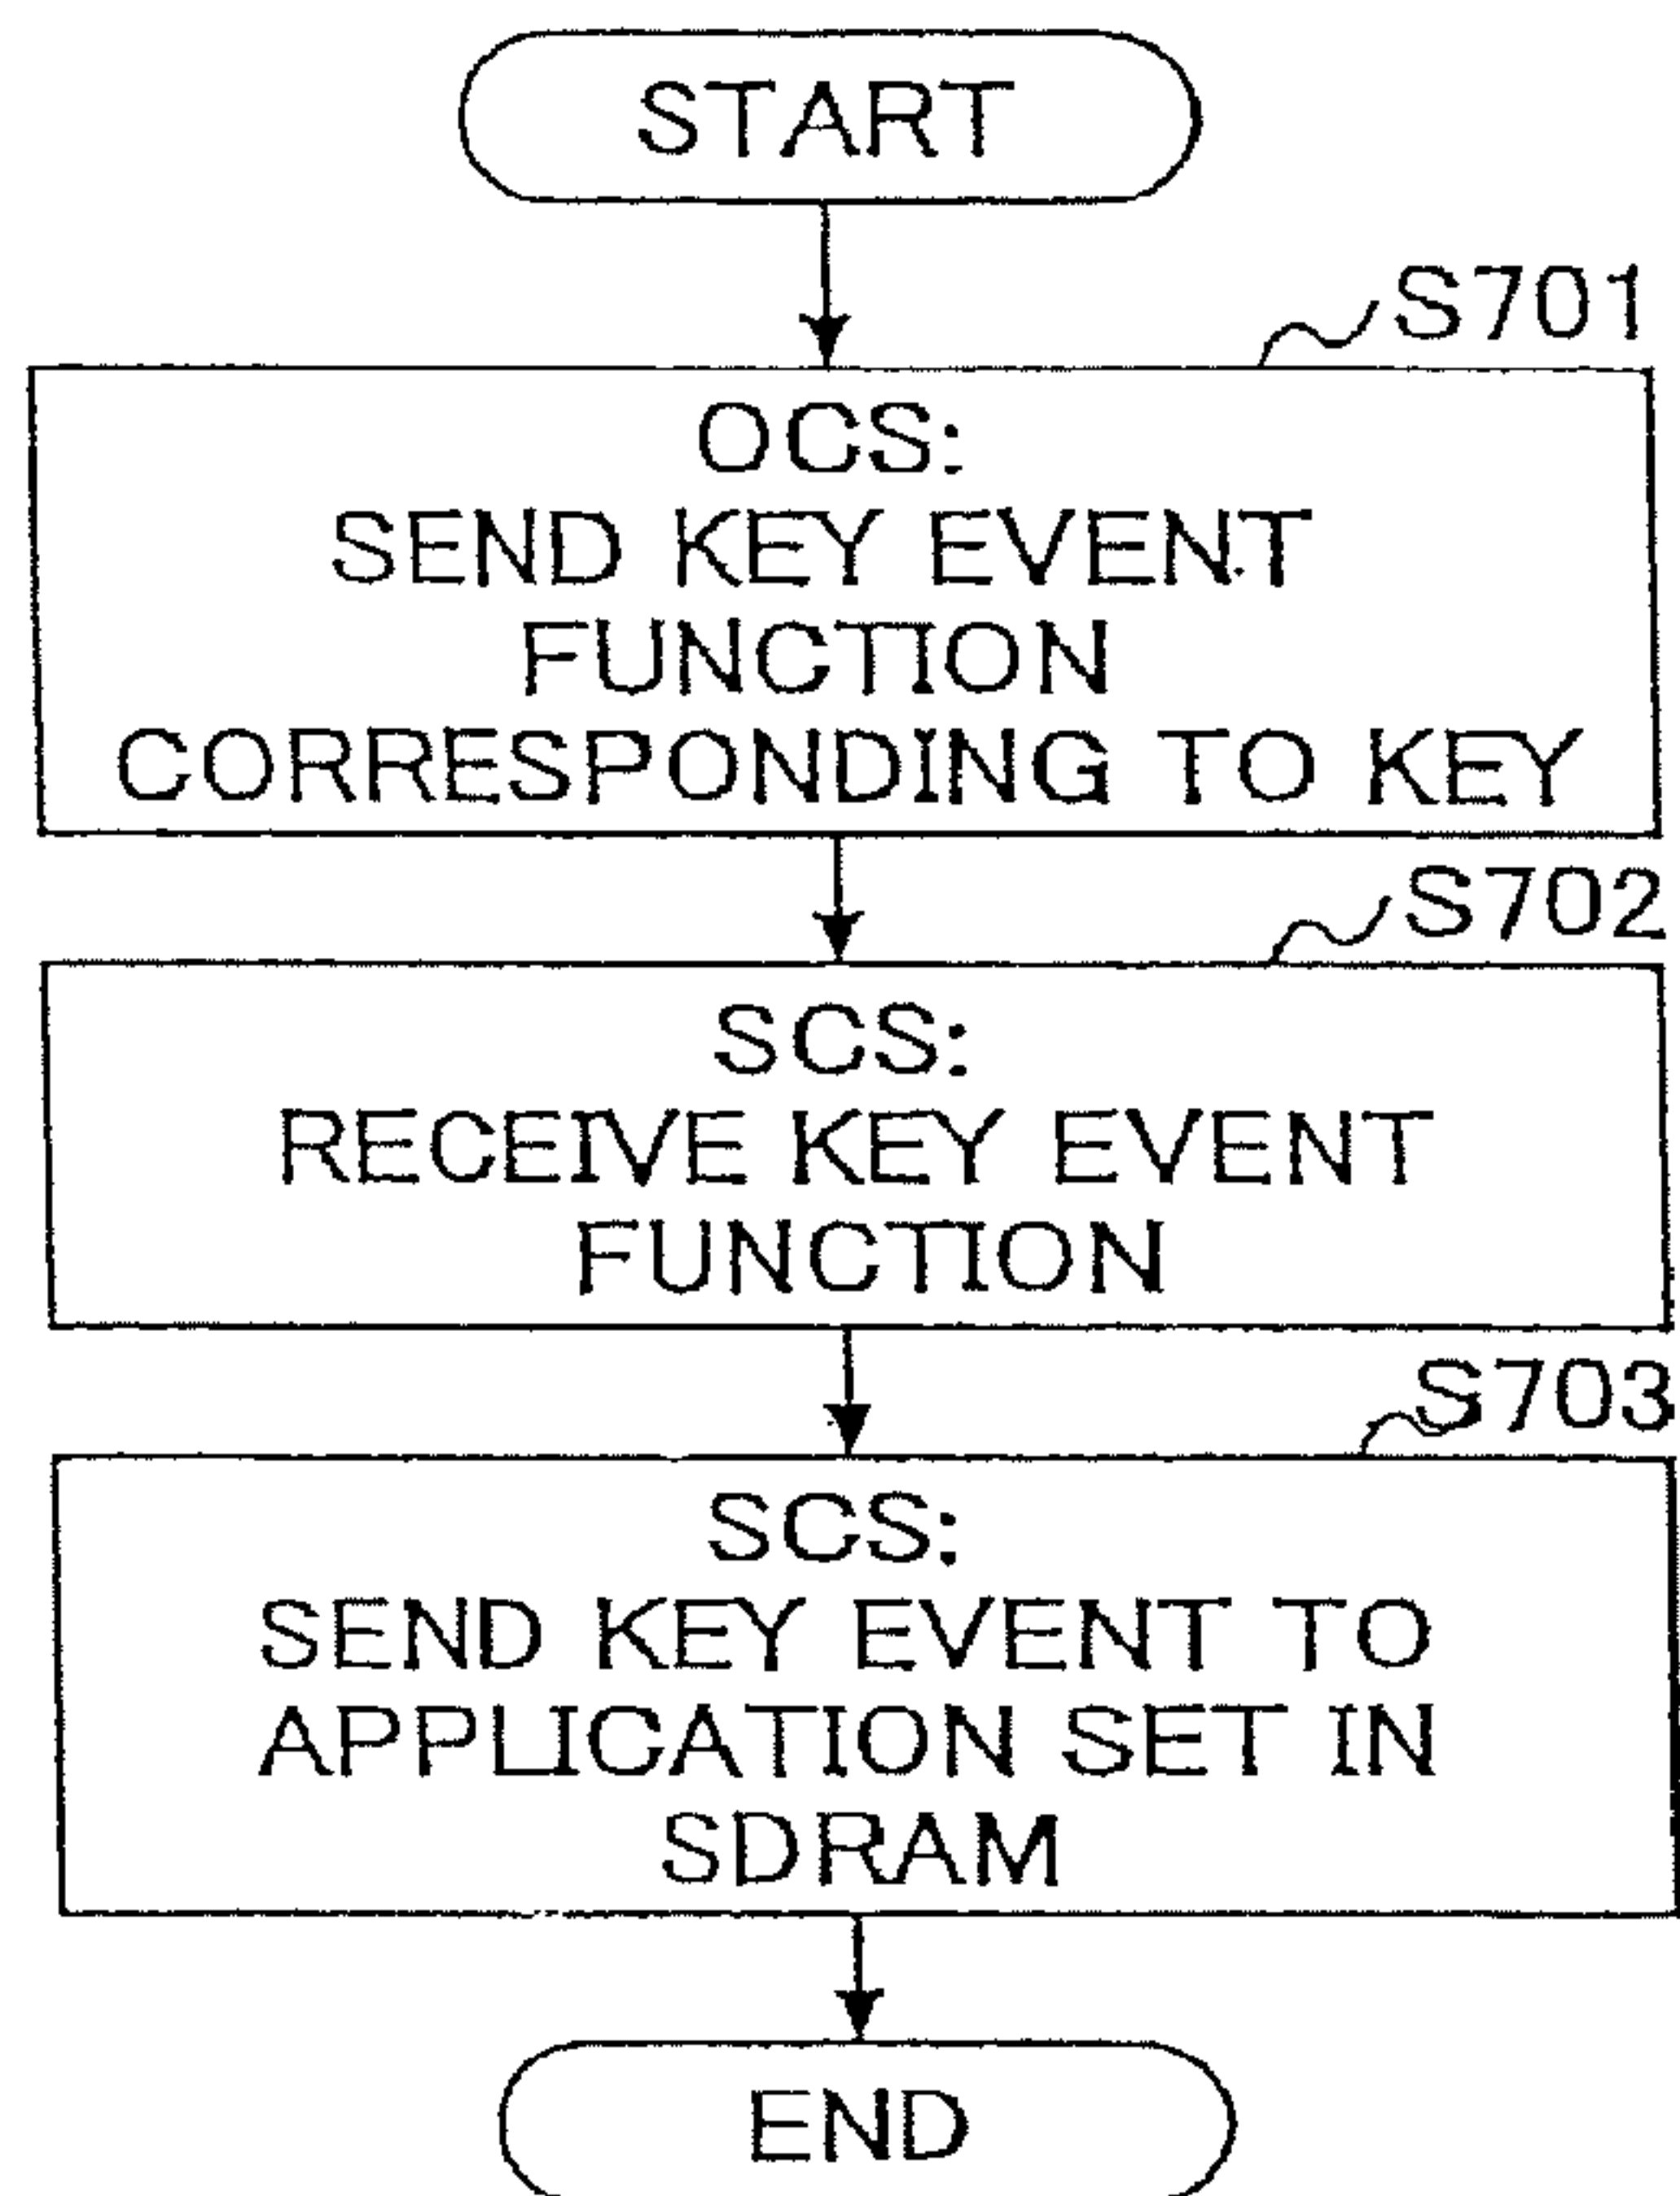 START
S701
OCS:
SEND KEY EVENT
FUNCTION
CORRESPONDING TO KEY
S702
SCS:
RECEIVE KEY EVENT
FUNCTION
S703
SCS:
SEND KEY EVENT TO
APPLICATION SET IN
SDRAM
END